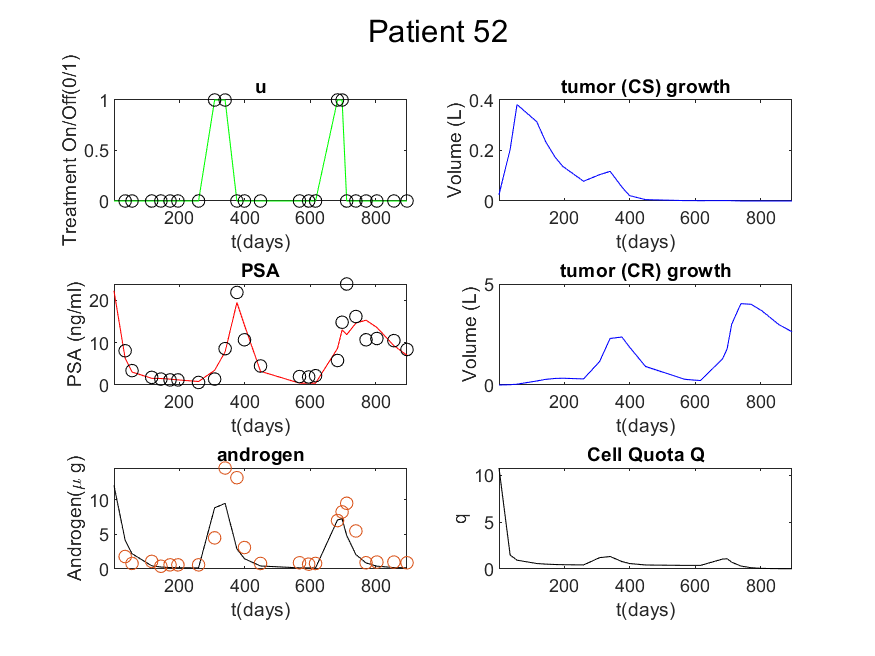 Patient 52
u
Treatment On/Off(0/1)
1
0.5
0
200 400 600 800
t(days)
tumor (CS) growth
Volume (L)
0.4
0.2
0
200 400 600 800
t(days)
PSA
PSA (ng/ml)
20
10
0
200 400 600 800
t(days)
tumor (CR) growth
Volume (L)
5
0
200 400 600 800
t(days)
androgen
Androgen(μ g)
10
5
0
200 400 600 800
t(days)
Cell Quota Q
q
10
5
0
200 400 600 800
t(days)